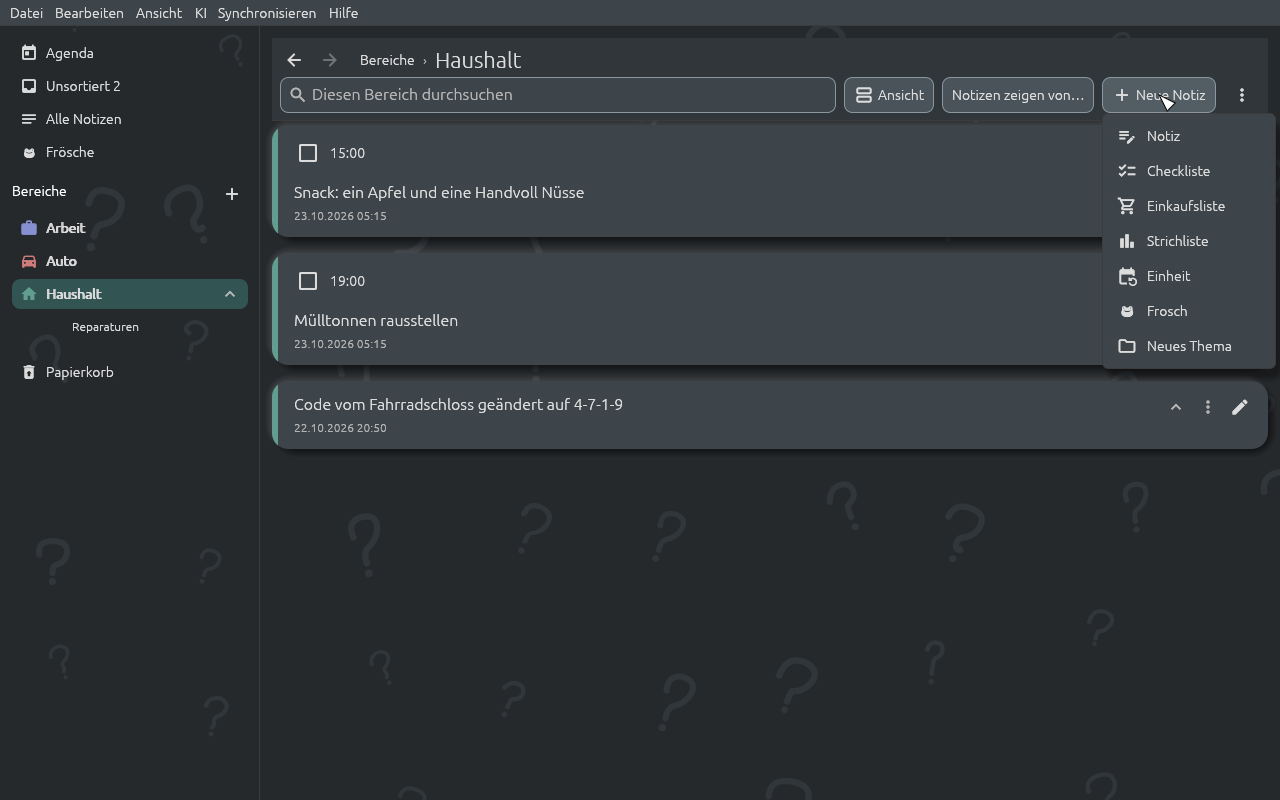 Datei Bearbeiten Ansicht KI Synchronisieren Hilfe
Agenda
Unsortiert 2
Alle Notizen
Frösche
Bereiche
Arbeit
Auto
Haushalt
Reparaturen
Papierkorb
Bereiche › Haushalt
Diesen Bereich durchsuchen
Ansicht
Notizen zeigen von...
Neue Notiz
Notiz
Checkliste
Einkaufsliste
Strichliste
Einheit
Frosch
Neues Thema
15:00
Snack: ein Apfel und eine Handvoll Nüsse
23.10.2026 05:15
19:00
Mülltonnen rausstellen
23.10.2026 05:15
Code vom Fahrradschloss geändert auf 4-7-1-9
22.10.2026 20:50